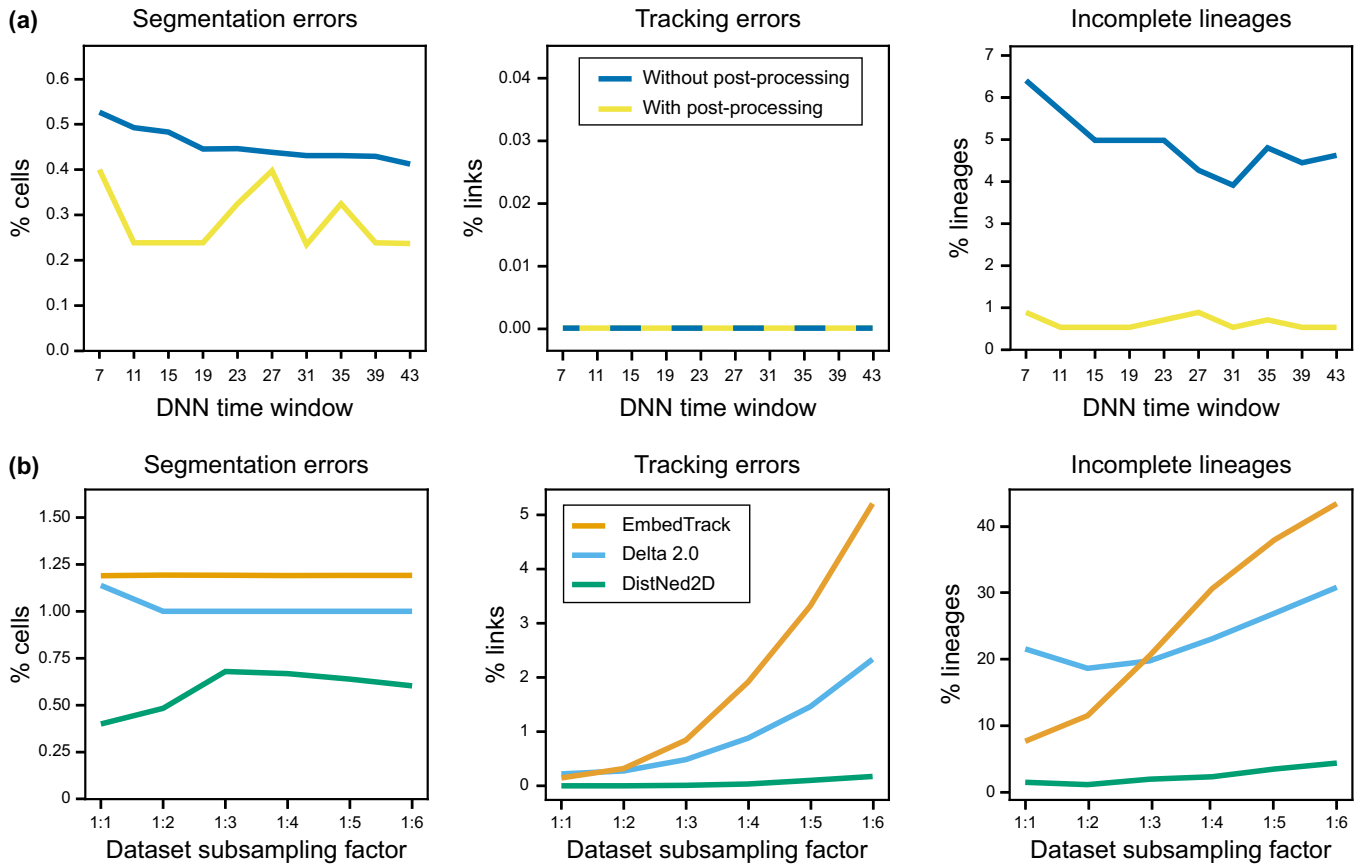 (a)
Segmentation errors
% cells
0.6
0.5
0.4
0.3
0.2
0.1
0.0
7 11 15 19 23 27 31 35 39 43
DNN time window
Tracking errors
% links
0.04
0.03
0.02
0.01
0.00
Without post-processing
With post-processing
7 11 15 19 23 27 31 35 39 43
DNN time window
Incomplete lineages
% lineages
7
6
5
4
3
2
1
0
7 11 15 19 23 27 31 35 39 43
DNN time window
(b)
Segmentation errors
% cells
1.50
1.25
1.00
0.75
0.50
0.25
0
1:1 1:2 1:3 1:4 1:5 1:6
Dataset subsampling factor
Tracking errors
% links
5
4
3
2
1
0
EmbedTrack
Delta 2.0
DistNed2D
1:1 1:2 1:3 1:4 1:5 1:6
Dataset subsampling factor
Incomplete lineages
% lineages
40
30
20
10
0
1:1 1:2 1:3 1:4 1:5 1:6
Dataset subsampling factor